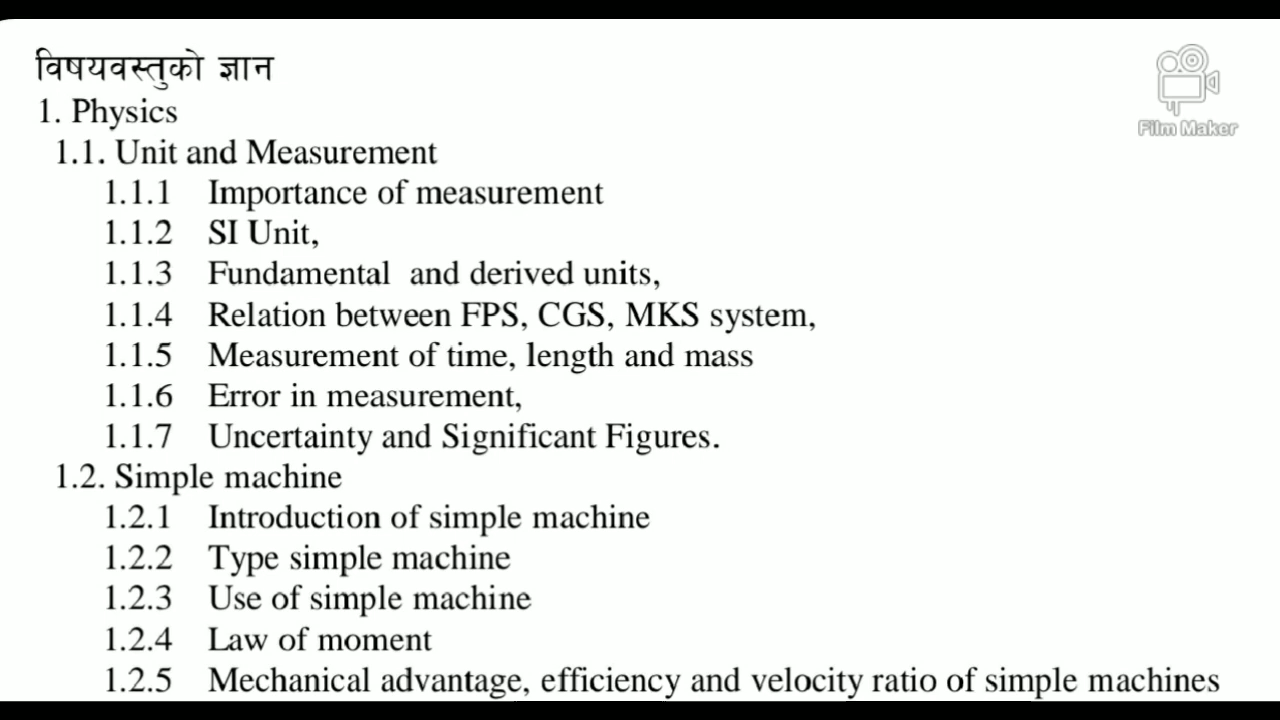 विषयवस्तुको ज्ञान
1. Physics
1.1. Unit and Measurement
1.1.1 Importance of measurement
1.1.2 SI Unit,
1.1.3 Fundamental and derived units,
1.1.4 Relation between FPS, CGS, MKS system,
1.1.5 Measurement of time, length and mass
1.1.6 Error in measurement,
1.1.7 Uncertainty and Significant Figures.
1.2. Simple machine
1.2.1 Introduction of simple machine
1.2.2 Type simple machine
1.2.3 Use of simple machine
1.2.4 Law of moment
1.2.5 Mechanical advantage, efficiency and velocity ratio of simple machines
Film Maker